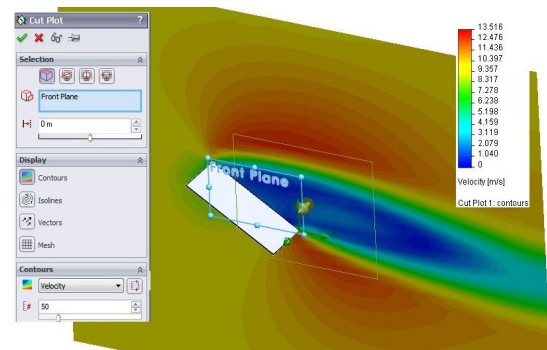 Cut Plot
?
Selection
Front Plane
0 m
Display
Contours
Isolines
Vectors
Mesh
Contours
Velocity
50
Front Plane
13.516
12.476
11.436
10.397
9.357
8.317
7.278
6.238
5.198
4.159
3.119
2.079
1.040
0
Velocity [m/s]
Cut Plot 1: contours